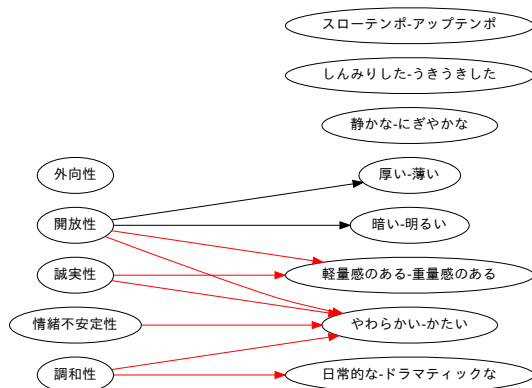 スローテンポ-アップテンポ
しんみりした-うきうきした
静かな-にぎやかな
外向性
厚い-薄い
開放性
暗い-明るい
誠実性
軽量感のある-重量感のある
情緒不安定性
やわらかい-かたい
調和性
日常的な-ドラマティックな